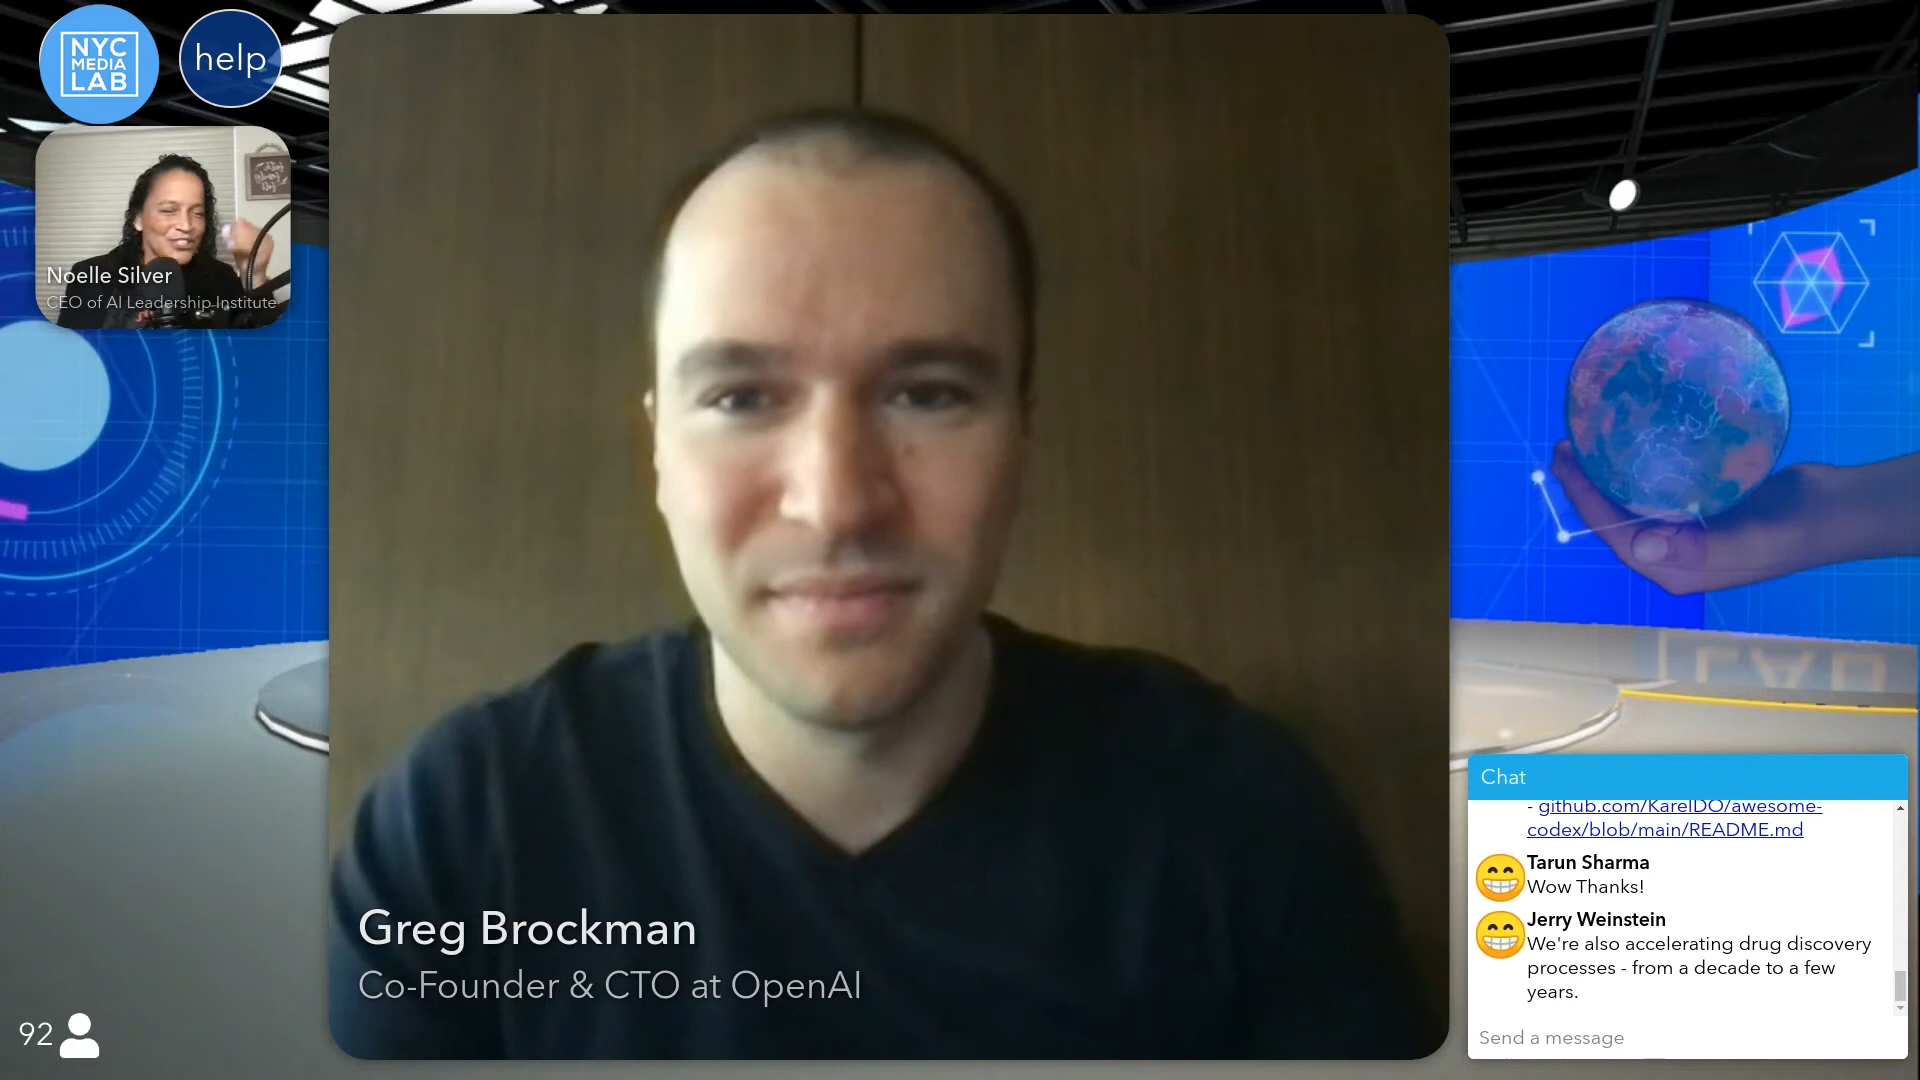 NYC
MEDIA
LAB
help
Noelle Silver
CEO of AI Leadership Institute
Greg Brockman
Co-Founder & CTO at OpenAI
92
LAB
Chat
- github.com/KarelDO/awesome-
codex/blob/main/README.md
Tarun Sharma
Wow Thanks!
Jerry Weinstein
We're also accelerating drug discovery
processes - from a decade to a few
years.
Send a message